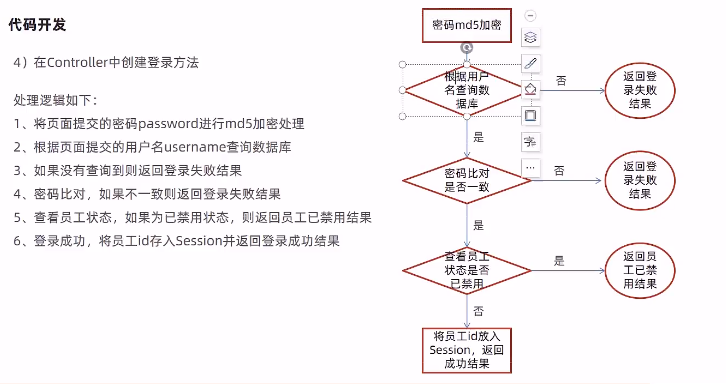 代码开发
4）在Controller中创建登录方法
处理逻辑如下：
1、将页面提交的密码password进行md5加密处理
2、根据页面提交的用户名username查询数据库
3、如果没有查询到则返回登录失败结果
4、密码比对，如果不一致则返回登录失败结果
5、查看员工状态，如果为已禁用状态，则返回员工已禁用结果
6、登录成功，将员工id存入Session并返回登录成功结果
密码md5加密
根据用户
名查询数
据库
否
返回登
录失败
结果
是
字
密码比对
是否一致
否
返回登
录失败
结果
是
查看员工
状态是否
已禁用
是
返回员
工已禁
用结果
否
将员工id放入
Session，返回
成功结果